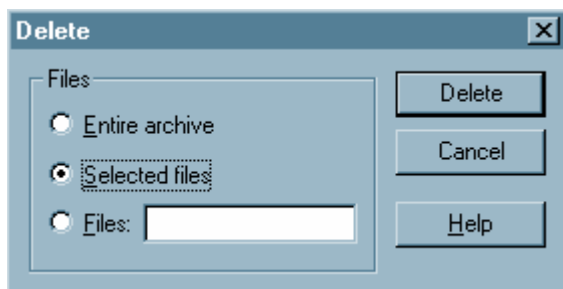 Delete
Files
Entire archive
Selected files
Files:
Delete
Cancel
Help